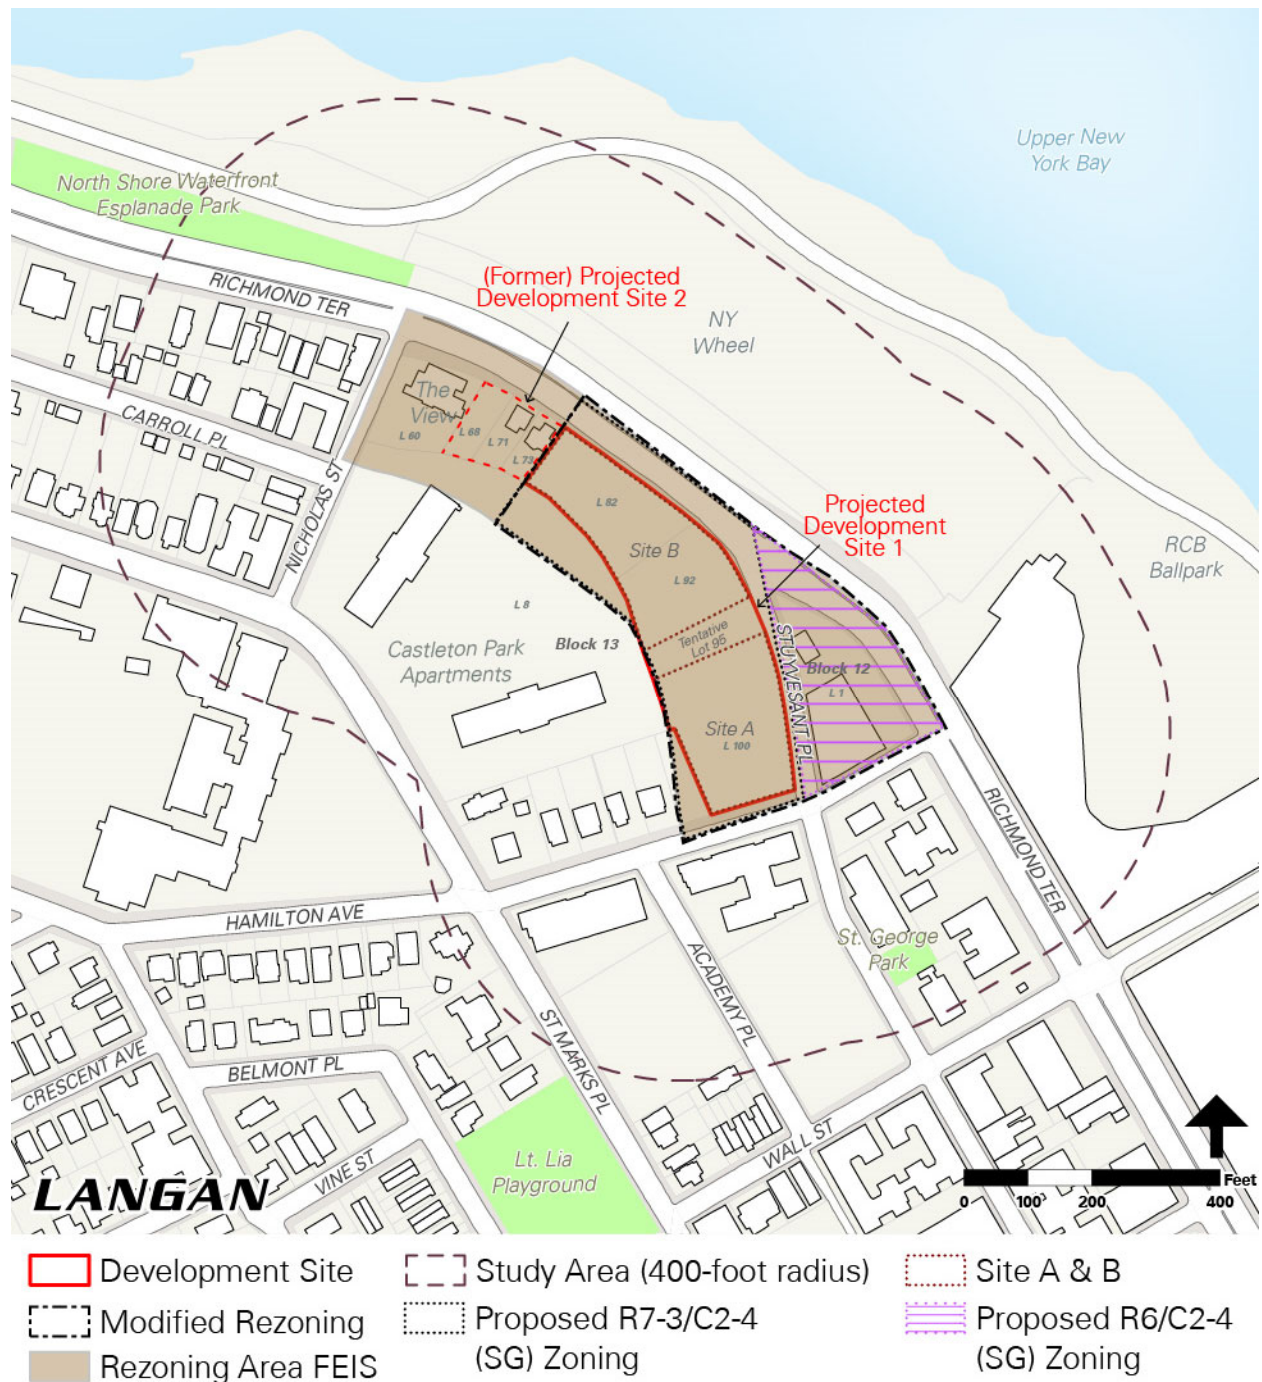 Upper New
York Bay
North Shore Waterfront
Esplanade Park
RICHMOND TER
(Former) Projected
Development Site 2
NY
Wheel
The
View
L 60
L 68
L 71
L 73
CARROLL PL
NICHOLAS ST
L 82
Projected
Development
Site 1
Site B
L 92
RCB
Ballpark
L 8
Castleton Park
Apartments
Block 13
Tentative
Lot 95
STUYVESANT PL
Block 12
L 1
Site A
L 100
RICHMOND TER
HAMILTON AVE
ACADEMY PL
St. George
Park
ST MARKS PL
CRESCENT AVE
BELMONT PL
VINE ST
WALL ST
Lt. Lia
Playground
LANGAN
Feet
0 100 200 400
Development Site
Study Area (400-foot radius)
Site A & B
Modified Rezoning
Proposed R7-3/C2-4
(SG) Zoning
Proposed R6/C2-4
(SG) Zoning
Rezoning Area FEIS